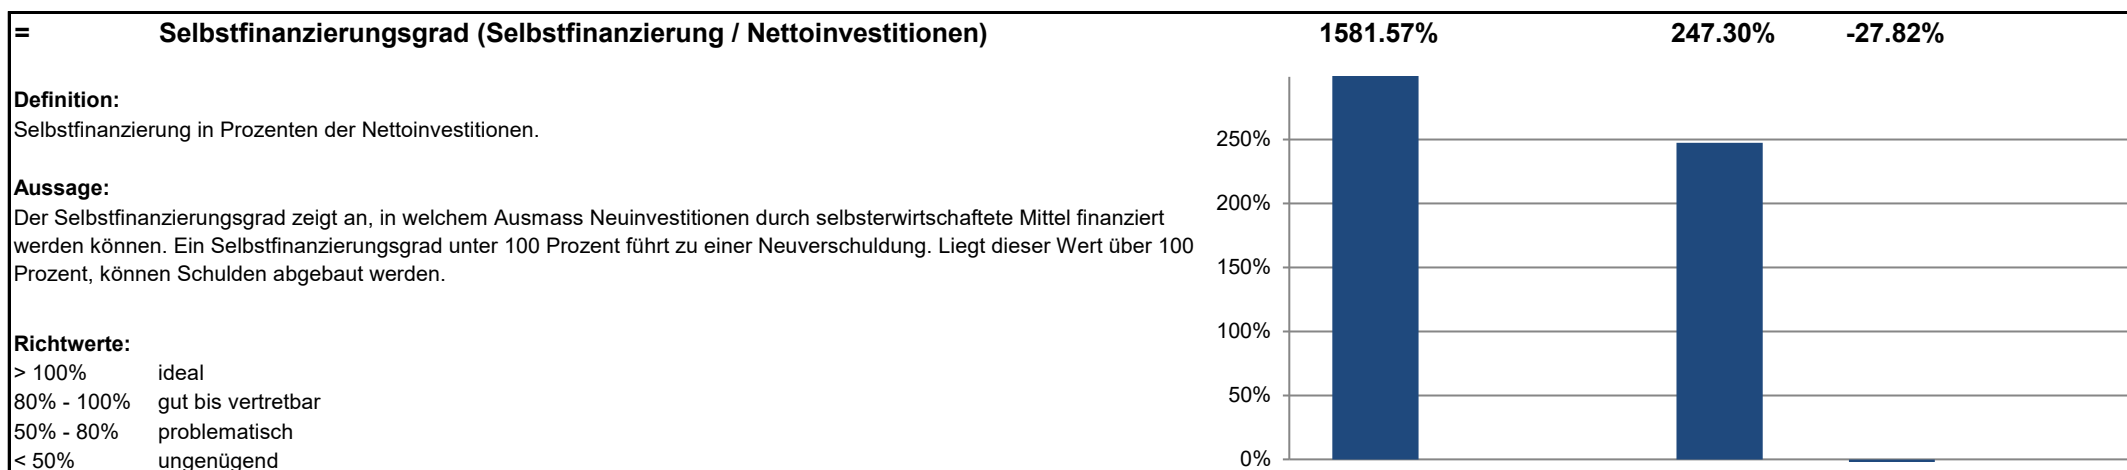 = Selbstfinanzierungsgrad (Selbstfinanzierung / Nettoinvestitionen) 1581.57% 247.30% -27.82%
Definition:
Selbstfinanzierung in Prozenten der Nettoinvestitionen.
Aussage:
Der Selbstfinanzierungsgrad zeigt an, in welchem Ausmass Neuinvestitionen durch selbsterwirtschaftete Mittel finanziert
werden können. Ein Selbstfinanzierungsgrad unter 100 Prozent führt zu einer Neuverschuldung. Liegt dieser Wert über 100
Prozent, können Schulden abgebaut werden.
Richtwerte:
> 100% ideal
80% - 100% gut bis vertretbar
50% - 80% problematisch
< 50% ungenügend
250%
200%
150%
100%
50%
0%